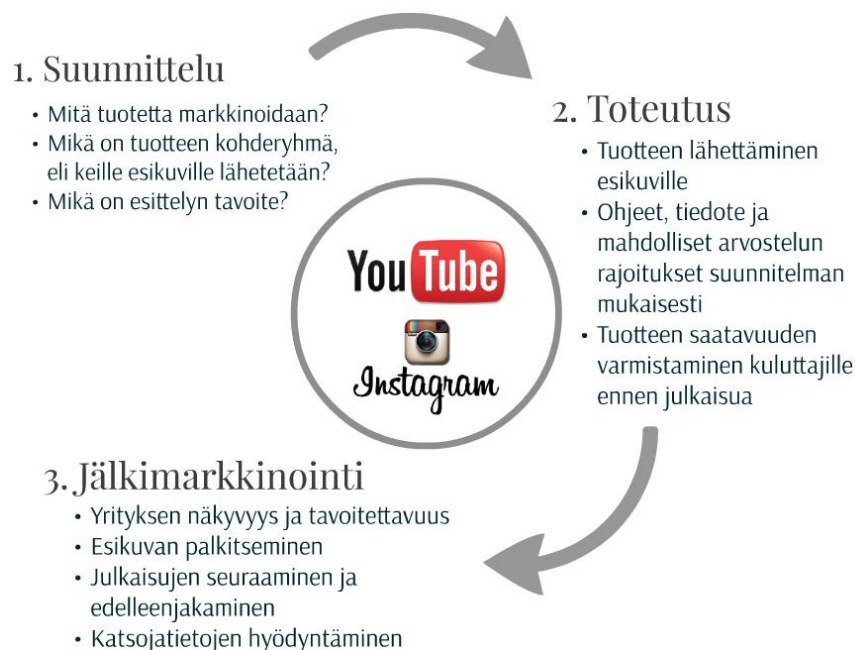 1. Suunnittelu
• Mitä tuotetta markkinoidaan?
• Mikä on tuotteen kohderyhmä,
eli keille esikuville lähetetään?
• Mikä on esittelyn tavoite?
2. Toteutus
• Tuotteen lähettäminen
esikuville
• Ohjeet, tiedote ja
mahdolliset arvostelun
rajoitukset suunnitelman
mukaisesti
• Tuotteen saatavuuden
varmistaminen kuluttajille
ennen julkaisua
YouTube
Instagram
3. Jälkimarkkinointi
• Yrityksen näkyvyys ja tavoitettavuus
• Esikuvan palkitseminen
• Julkaisujen seuraaminen ja
edelleenjakaminen
• Katsojatietojen hyödyntäminen